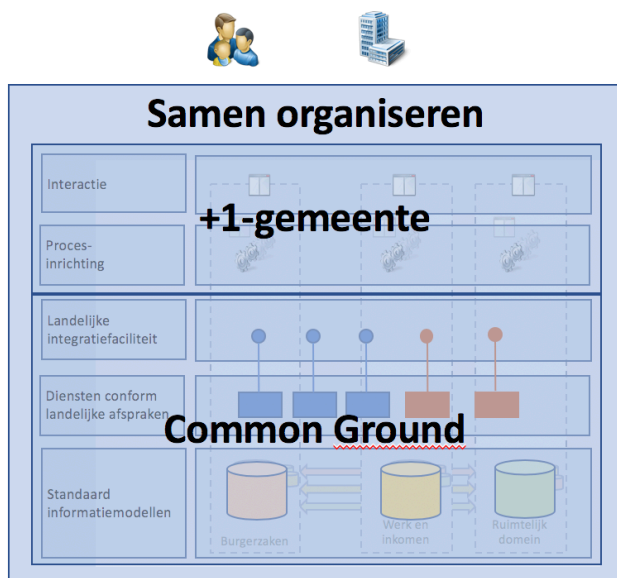 Samen organiseren
Interactie
+1-gemeente
Proces-
inrichting
Landelijke
integratiefaciliteit
Diensten conform
landelijke afspraken
Common Ground
Standaard
informatiemodellen
Burgerzaken
Werk en
inkomen
Ruimtelijk
domein